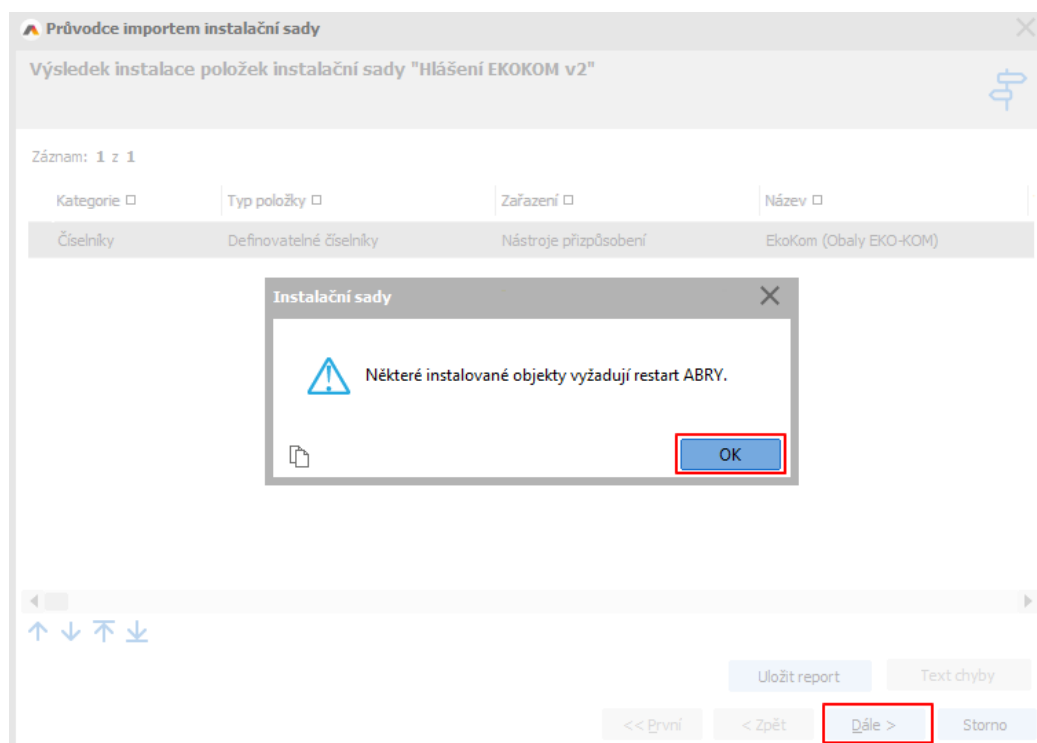 Průvodce importem instalační sady
Výsledek instalace položek instalační sady "Hlášení EKOKOM v2"
Záznam: 1 z 1
Kategorie Typ položky Zařazení Název
Číselníky Definovatelné číselníky Nástroje přizpůsobení EkoKom (Obaly EKO-KOM)
Instalační sady
Některé instalované objekty vyžadují restart ABRY.
OK
Uložit report Text chyby
<< První < Zpět Dále > Storno